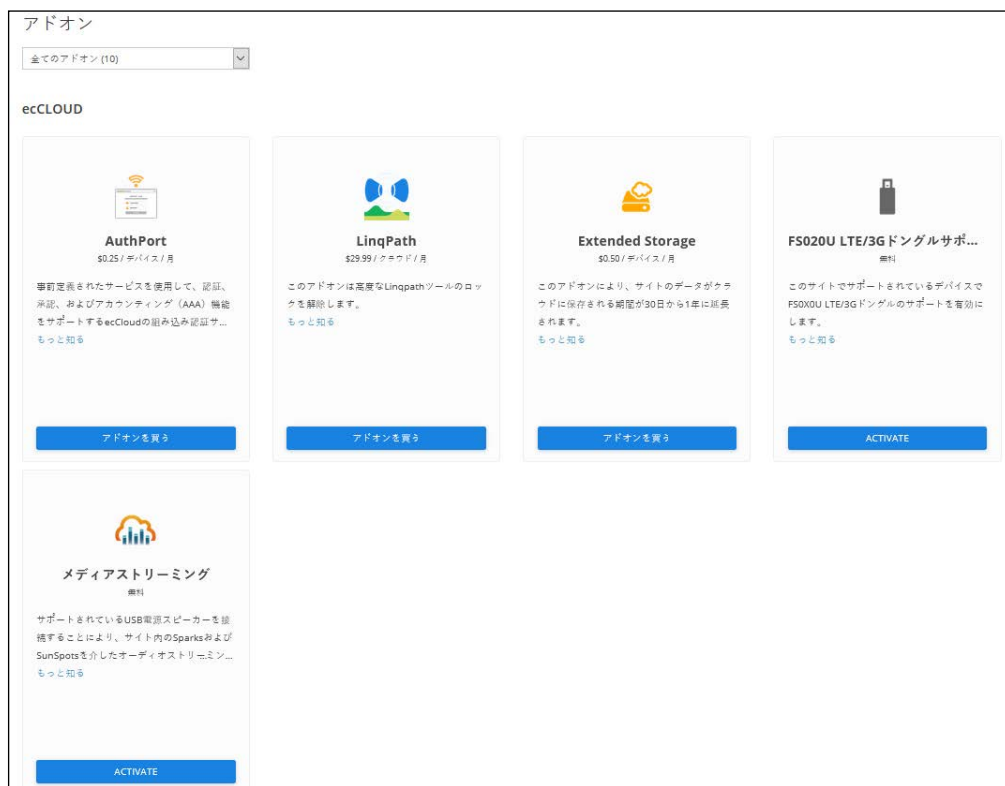 アドオン
全てのアドオン (10)
ecCLOUD
AuthPort
$0.25 / デバイス / 月
事前定義されたサービスを使用して、認証、
承認、およびアカウンティング（AAA）機能
をサポートするecCloudの組み込み認証サ...
もっと知る
アドオンを買う
LinqPath
$29.99 / クラウド / 月
このアドオンは高度なLinqpathツールのロッ
クを解除します。
もっと知る
アドオンを買う
Extended Storage
$0.50 / デバイス / 月
このアドオンにより、サイトのデータがクラ
ウドに保存される期間が30日から1年に延長
されます。
もっと知る
アドオンを買う
FS020U LTE/3Gドングルサポ...
無料
このサイトでサポートされているデバイスで
FS0X0U LTE/3Gドングルのサポートを有効に
します。
もっと知る
ACTIVATE
メディアストリーミング
無料
サポートされているUSB電源スピーカーを接
続することにより、サイト内のSparksおよび
SunSpotsを介したオーディオストリーミン...
もっと知る
ACTIVATE